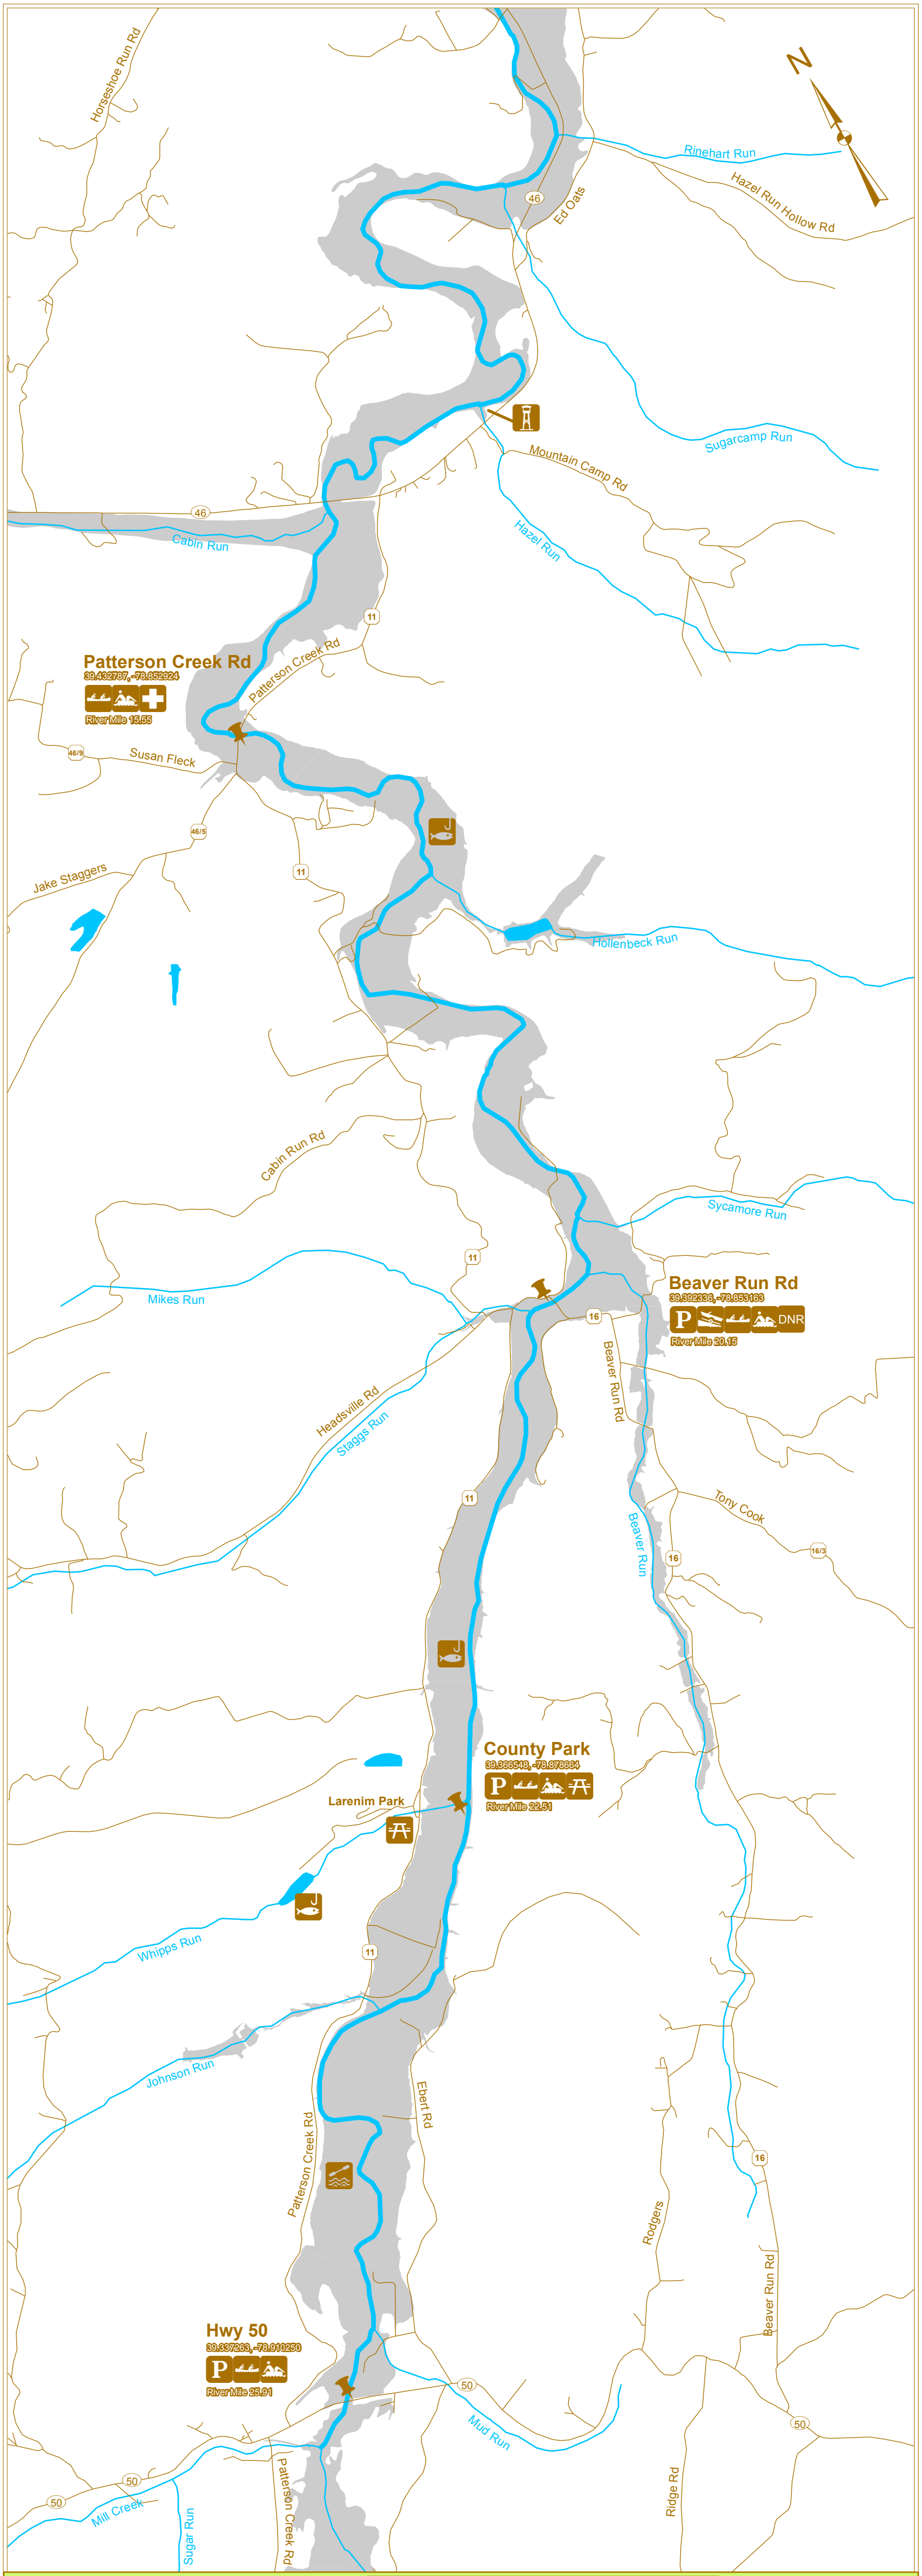 Horseshoe Run Rd
N
Rinehart Run
Hazel Run Hollow Rd
46
Ed Oats
Sugarcamp Run
Mountain Camp Rd
46
Cabin Run
Hazel Run
11
Patterson Creek Rd
Patterson Creek Rd
39.432787, -78.852924
River Mile 15.55
46/9
Susan Fleck
46/5
11
Jake Staggers
Hollenbeck Run
Cabin Run Rd
Sycamore Run
11
Mikes Run
Beaver Run Rd
39.392336, -78.853163
P DNR
River Mile 20.15
16
Beaver Run Rd
Headsville Rd
Staggs Run
11
Tony Cook
Beaver Run
16
16/3
County Park
39.366548, -78.878664
P
River Mile 22.51
Larenim Park
Whipps Run
11
Johnson Run
Ebert Rd
Patterson Creek Rd
16
Rodgers
Beaver Run Rd
Hwy 50
39.337263, -78.910250
P
River Mile 25.91
50
Mud Run
50
50
50
Mill Creek
Sugar Run
Patterson Creek Rd
Ridge Rd